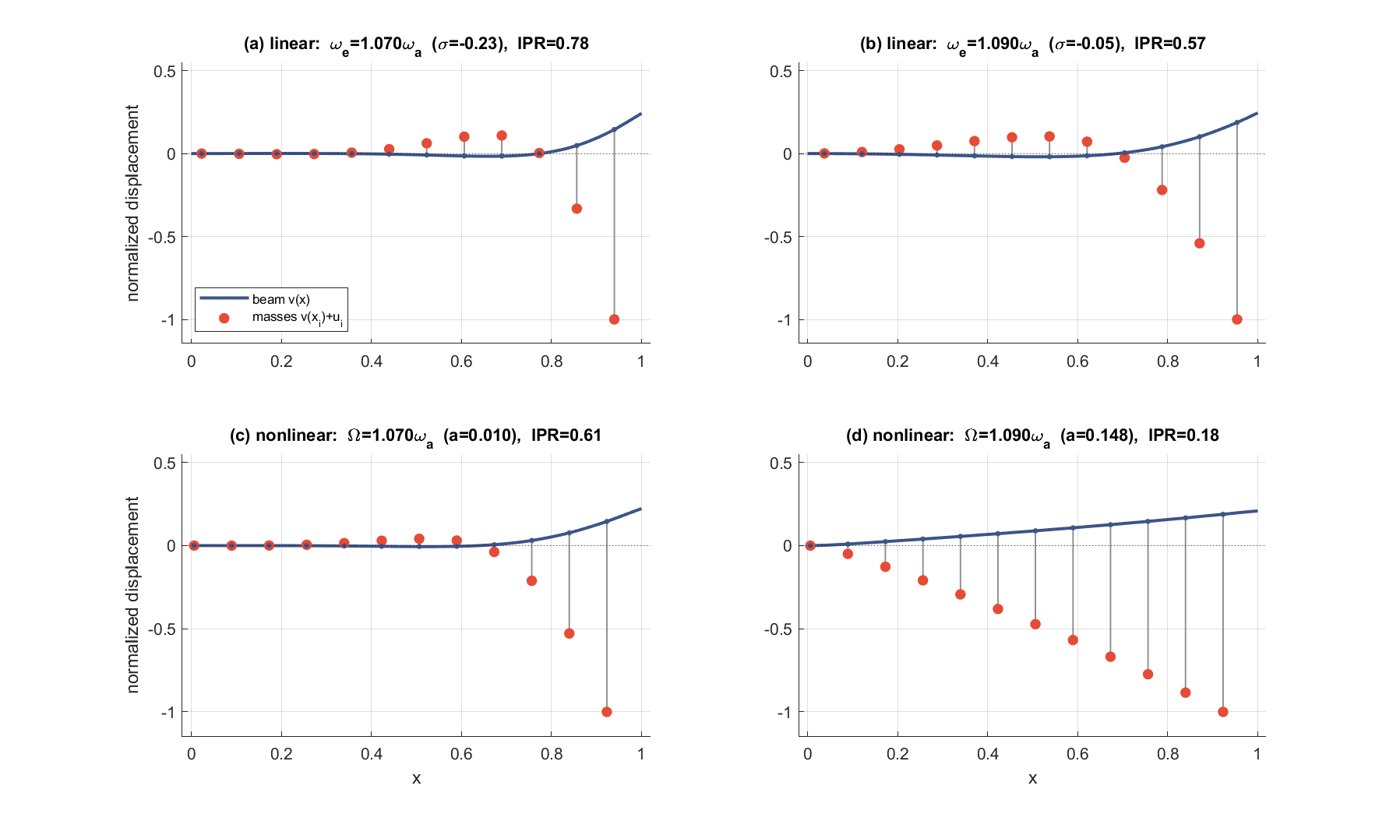 (a) linear: ωₑ=1.070ωₐ (σ=-0.23), IPR=0.78
(b) linear: ωₑ=1.090ωₐ (σ=-0.05), IPR=0.57
normalized displacement
0.5
0
-0.5
-1
beam v(x)
masses v(xᵢ)+uᵢ
0 0.2 0.4 0.6 0.8 1
0.5
0
-0.5
-1
0 0.2 0.4 0.6 0.8 1
(c) nonlinear: Ω=1.070ωₐ (a=0.010), IPR=0.61
(d) nonlinear: Ω=1.090ωₐ (a=0.148), IPR=0.18
normalized displacement
0.5
0
-0.5
-1
0 0.2 0.4 0.6 0.8 1
x
0.5
0
-0.5
-1
0 0.2 0.4 0.6 0.8 1
x